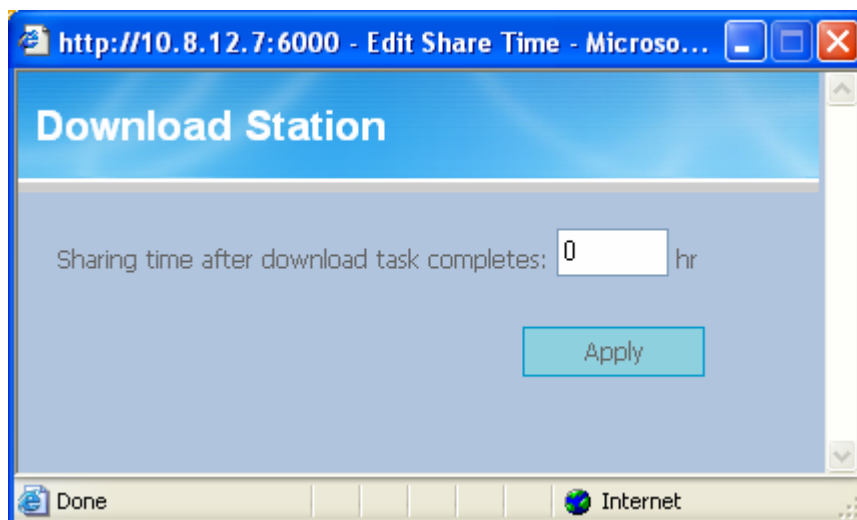 http://10.8.12.7:6000 - Edit Share Time - Microso...
Download Station
Sharing time after download task completes: 0 hr
Apply
Done
Internet